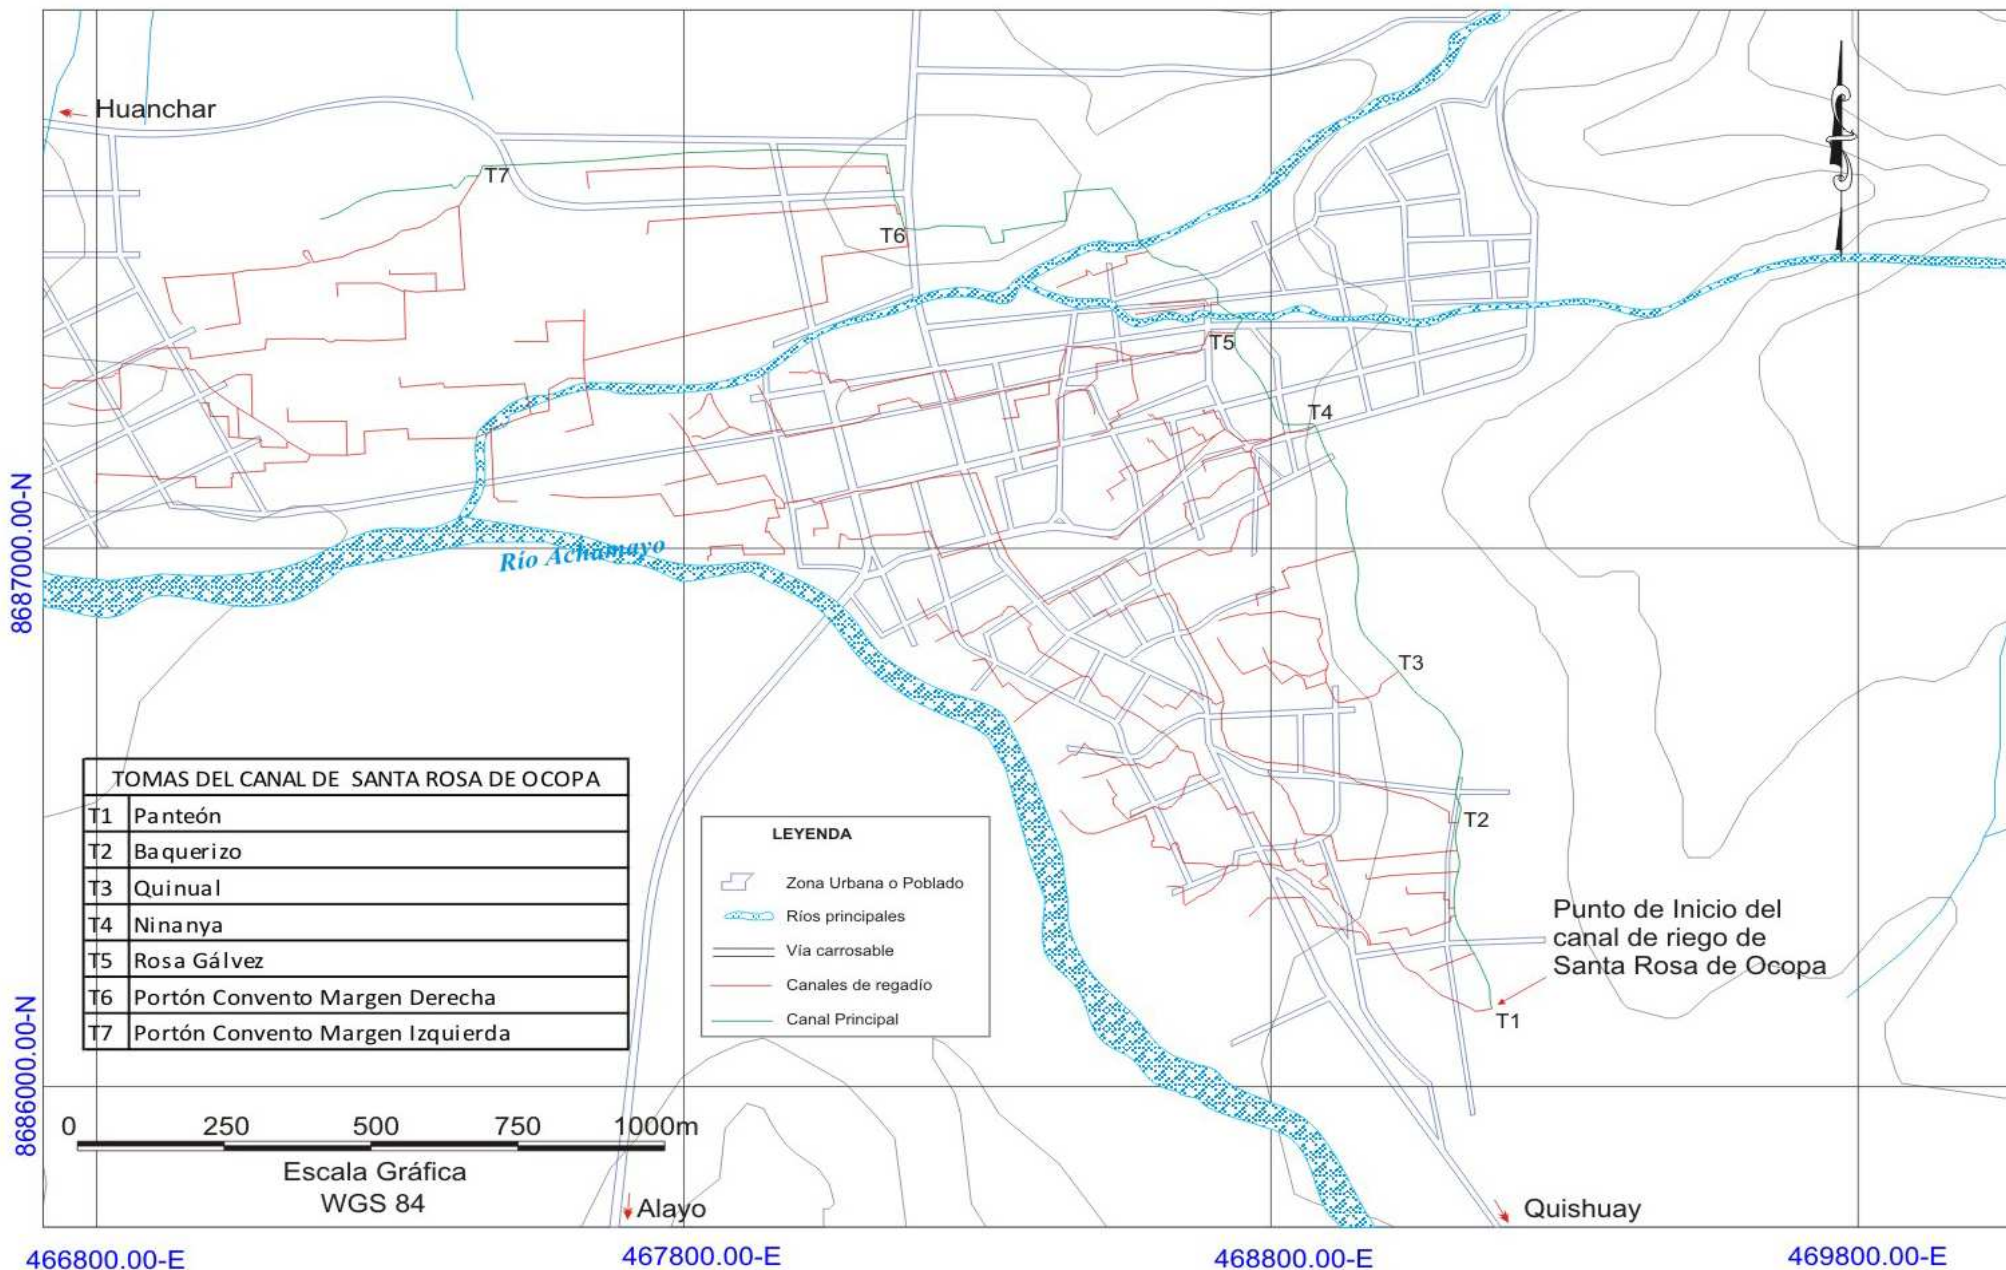 Huanchar
T7
T6
T5
T4
8687000.00-N
Río Achamayo
T3
TOMAS DEL CANAL DE SANTA ROSA DE OCOPA
T1 Panteón
T2 Baquerizo
T3 Quinual
T4 Ninanya
T5 Rosa Gálvez
T6 Portón Convento Margen Derecha
T7 Portón Convento Margen Izquierda
LEYENDA
Zona Urbana o Poblado
Ríos principales
Vía carrosable
Canales de regadío
Canal Principal
T2
Punto de Inicio del
canal de riego de
Santa Rosa de Ocopa
T1
8686000.00-N
0 250 500 750 1000m
Escala Gráfica
WGS 84
Alayo
Quishuay
466800.00-E 467800.00-E 468800.00-E 469800.00-E